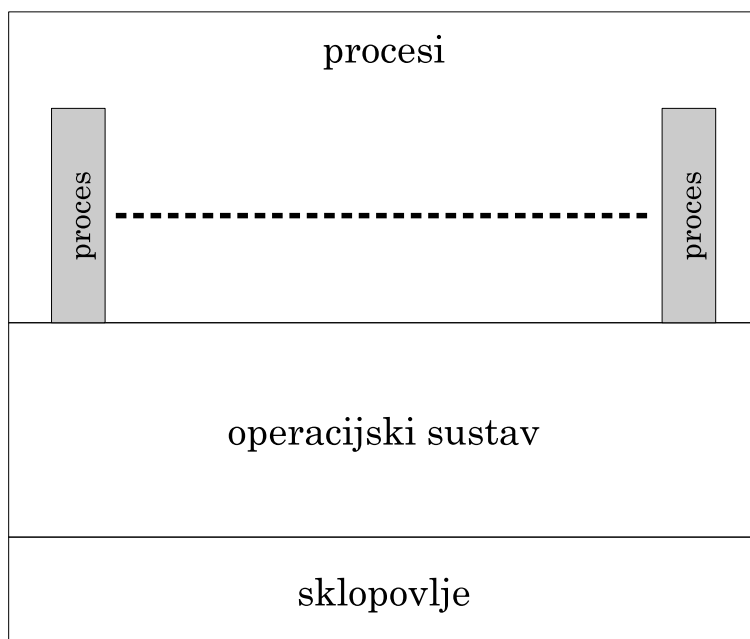 procesi
proces
proces
operacijski sustav
sklopovlje